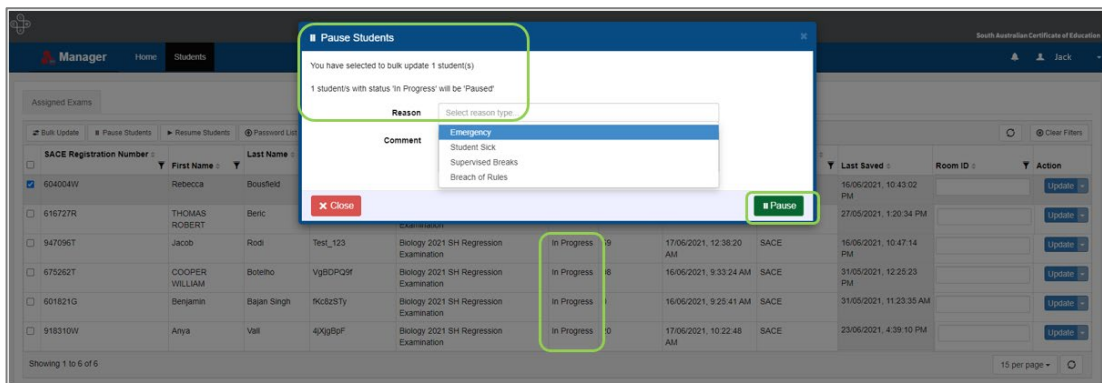 South Australian Certificate of Education
Manager
Home
Students
Jack
Pause Students
You have selected to bulk update 1 student(s)
1 student/s with status 'In Progress' will be 'Paused'
Reason
Select reason type
Comment
Emergency
Student Sick
Supervised Breaks
Breach of Rules
Close
Pause
Assigned Exams
Bulk Update
Pause Students
Resume Students
Password List
Clear Filters
SACE Registration Number
First Name
Last Name
Last Saved
Room ID
Action
604004W Rebecca Bousfield 16/06/2021, 10:43:02 PM Update
616727R THOMAS ROBERT Beric Examination 27/05/2021, 1:20:34 PM Update
947096T Jacob Rodi Test_123 Biology 2021 SH Regression Examination In Progress 17/06/2021, 12:38:20 AM SACE 16/06/2021, 10:47:14 PM Update
675262T COOPER WILLIAM Botelho VgBDPQ9f Biology 2021 SH Regression Examination In Progress 16/06/2021, 9:33:24 AM SACE 31/05/2021, 12:25:23 PM Update
601821G Benjamin Bajan Singh fKc8zSTy Biology 2021 SH Regression Examination In Progress 16/06/2021, 9:25:41 AM SACE 31/05/2021, 11:23:35 AM Update
918310W Anya Vall 4jXjgBpF Biology 2021 SH Regression Examination In Progress 17/06/2021, 10:22:48 AM SACE 23/06/2021, 4:39:10 PM Update
Showing 1 to 6 of 6
15 per page